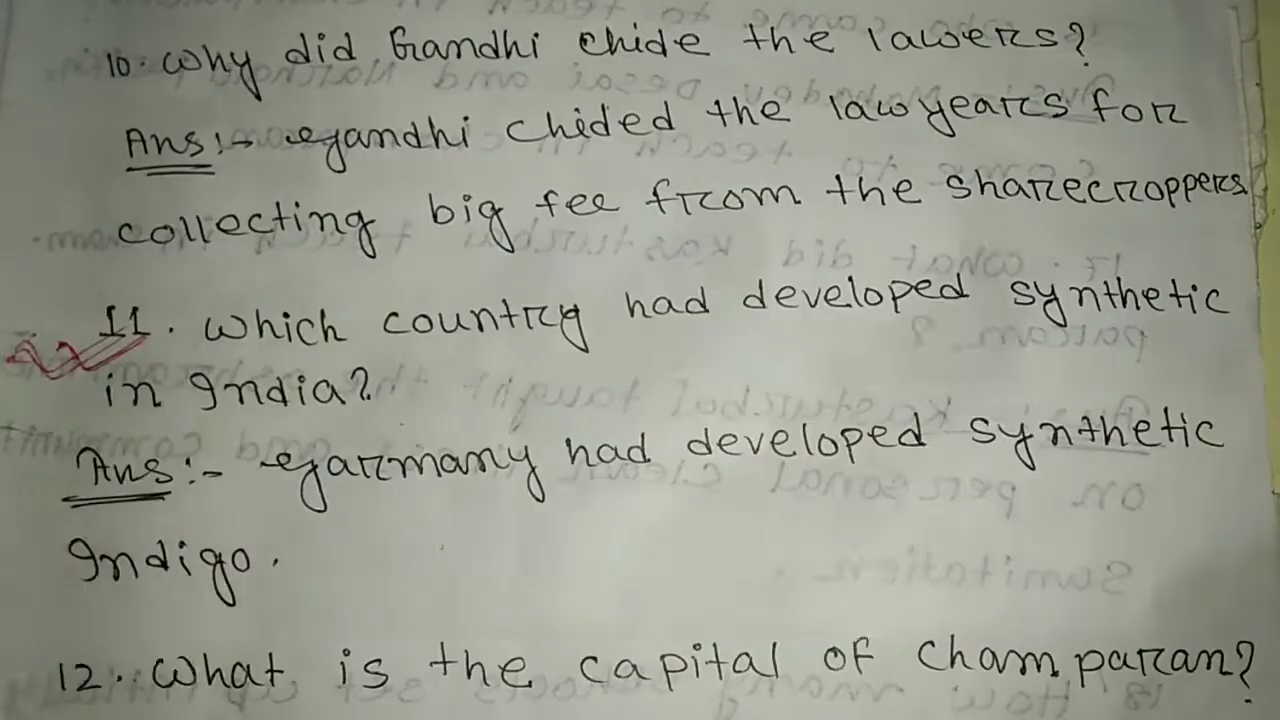 10. Why did Gandhi chide the lawers?
Ans:- Gandhi chided the lawyears for
collecting big fee from the sharecroppers
11. Which country had developed synthetic
in India?
Ans:- Garmany had developed synthetic
Indigo.
12. What is the capital of Champaran?